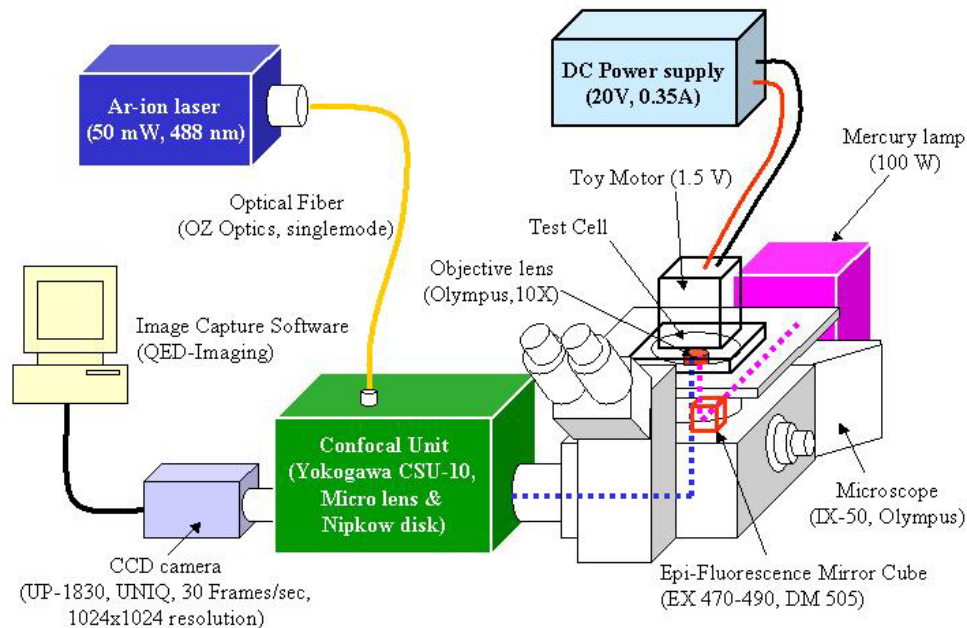 Ar-ion laser
(50 mW, 488 nm)
DC Power supply
(20V, 0.35A)
Mercury lamp
(100 W)
Toy Motor (1.5 V)
Optical Fiber
(OZ Optics, singlemode)
Test Cell
Objective lens
(Olympus,10X)
Image Capture Software
(QED-Imaging)
Confocal Unit
(Yokogawa CSU-10,
Micro lens &
Nipkow disk)
Microscope
(IX-50, Olympus)
CCD camera
(UP-1830, UNIQ, 30 Frames/sec,
1024x1024 resolution)
Epi-Fluorescence Mirror Cube
(EX 470-490, DM 505)